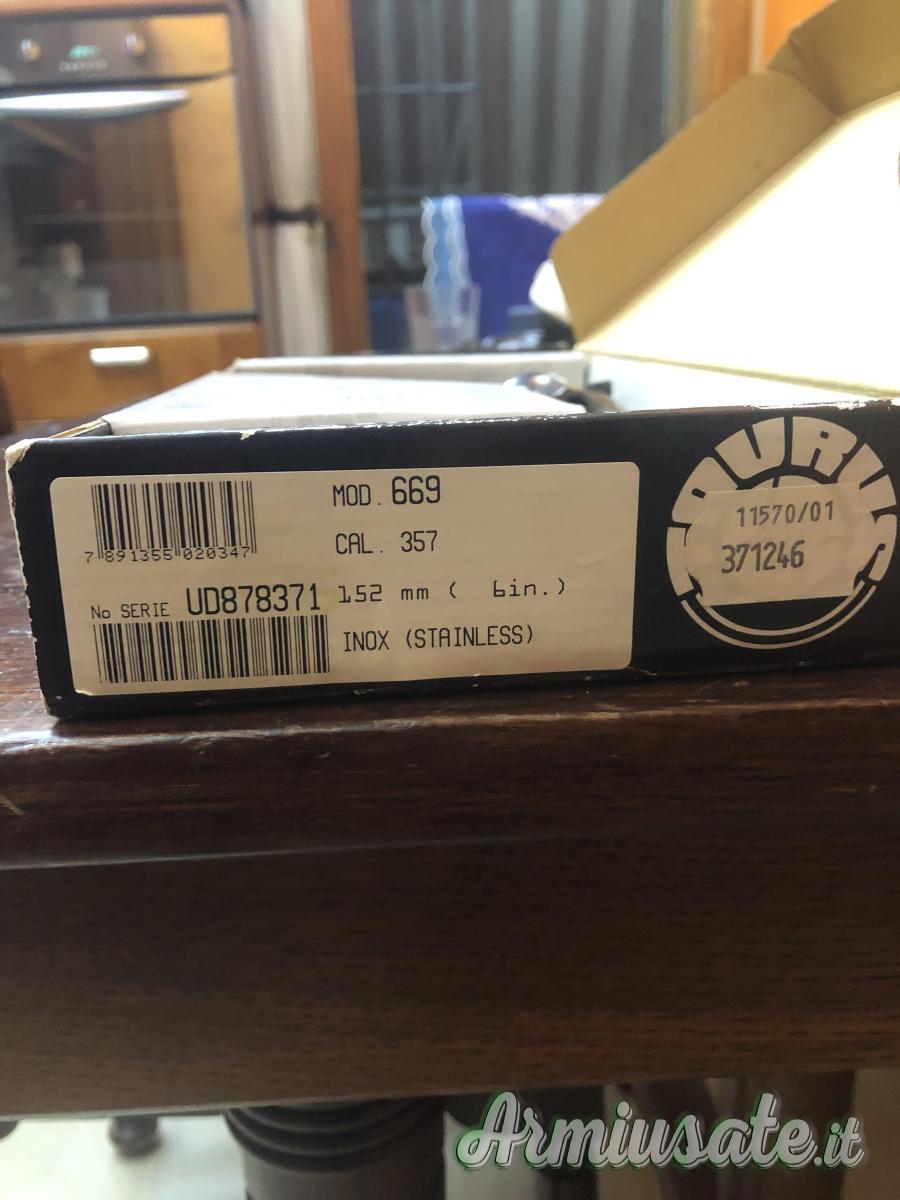 MOD. 669
7 891355 020347
CAL. 357
No SERIE UD878371
152 mm ( 6in.)
INOX (STAINLESS)
TAURUS
11570/01
371246
Armiusate.it